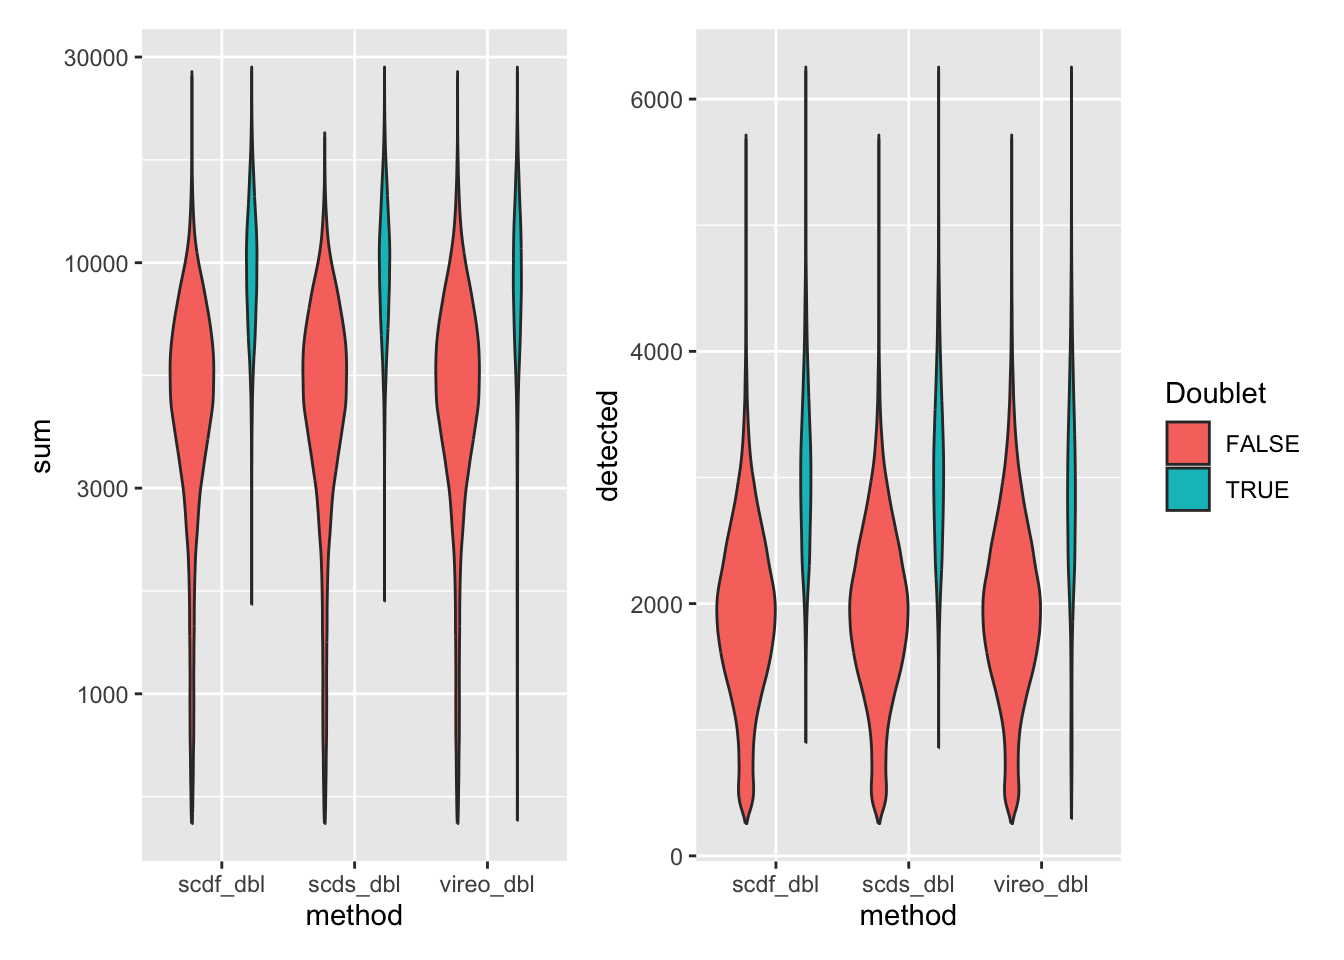 30000
10000
3000
1000
sum
scdf_dbl scds_dbl vireo_dbl
method
6000
4000
2000
0
detected
scdf_dbl scds_dbl vireo_dbl
method
Doublet
FALSE
TRUE